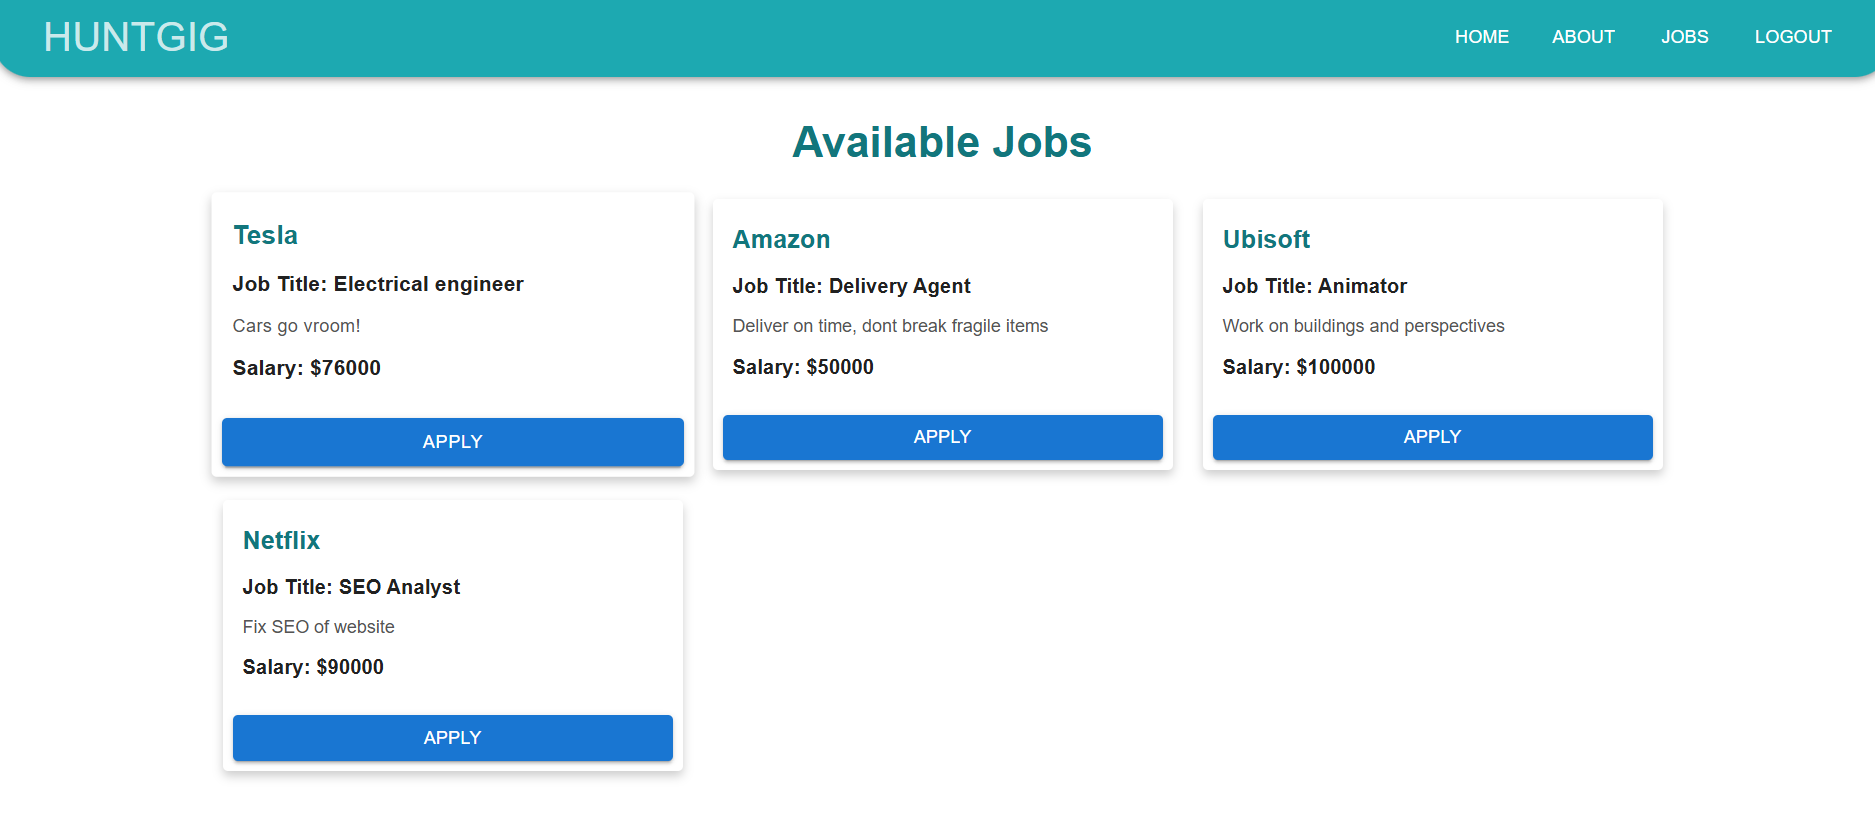 HUNTGIG
HOME ABOUT JOBS LOGOUT
Available Jobs
Tesla
Job Title: Electrical engineer
Cars go vroom!
Salary: $76000
APPLY
Amazon
Job Title: Delivery Agent
Deliver on time, dont break fragile items
Salary: $50000
APPLY
Ubisoft
Job Title: Animator
Work on buildings and perspectives
Salary: $100000
APPLY
Netflix
Job Title: SEO Analyst
Fix SEO of website
Salary: $90000
APPLY